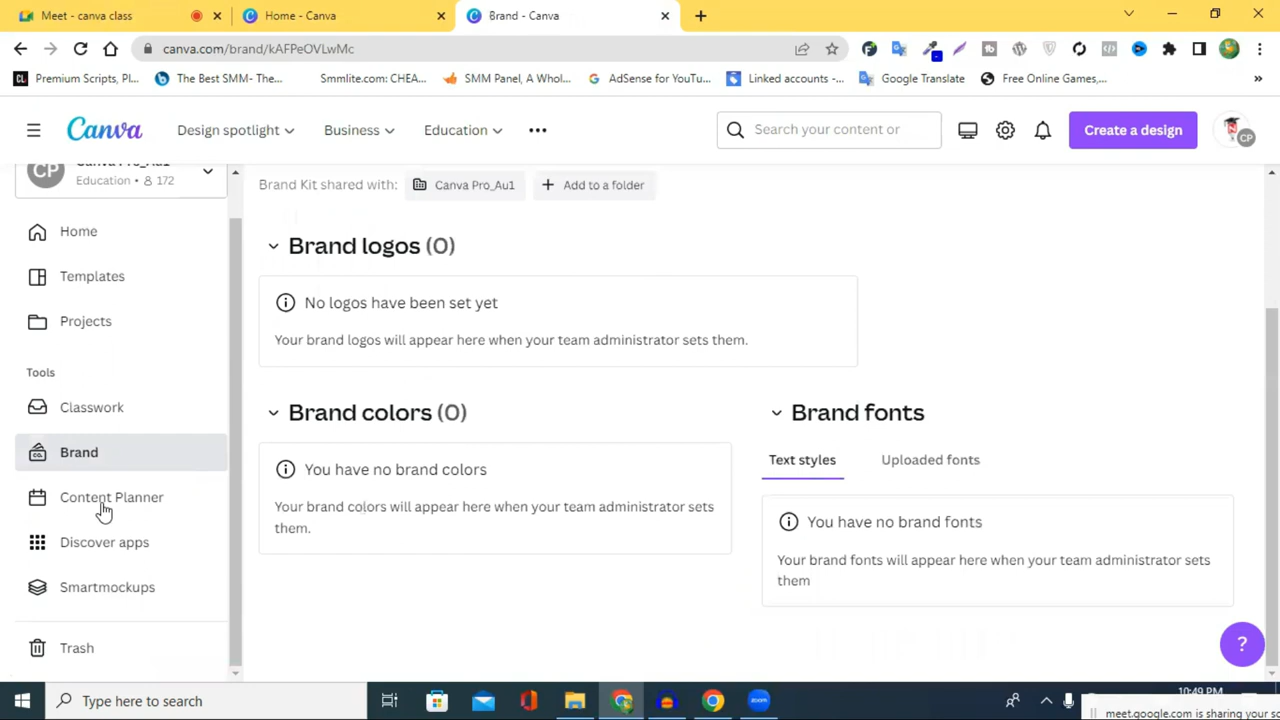 Meet - canva class
Home - Canva
Brand - Canva
canva.com/brand/kAFPeOVLwMc
Premium Scripts, Pl...
The Best SMM- The...
Smmlite.com: CHEA...
SMM Panel, A Whol...
AdSense for YouTu...
Linked accounts -...
Google Translate
Free Online Games,...
Canva
Design spotlight
Business
Education
Search your content or
Create a design
CP
CP
Canva Pro_Au1
Education • 172
Brand Kit shared with:
Canva Pro_Au1
Add to a folder
Home
Templates
Projects
Tools
Classwork
Brand
Content Planner
Discover apps
Smartmockups
Trash
Brand logos (0)
No logos have been set yet
Your brand logos will appear here when your team administrator sets them.
Brand colors (0)
You have no brand colors
Your brand colors will appear here when your team administrator sets
them.
Brand fonts
Text styles
Uploaded fonts
You have no brand fonts
Your brand fonts will appear here when your team administrator sets
them
?
Type here to search
zoom
10:49 PM
meet.google.com is sharing your sc